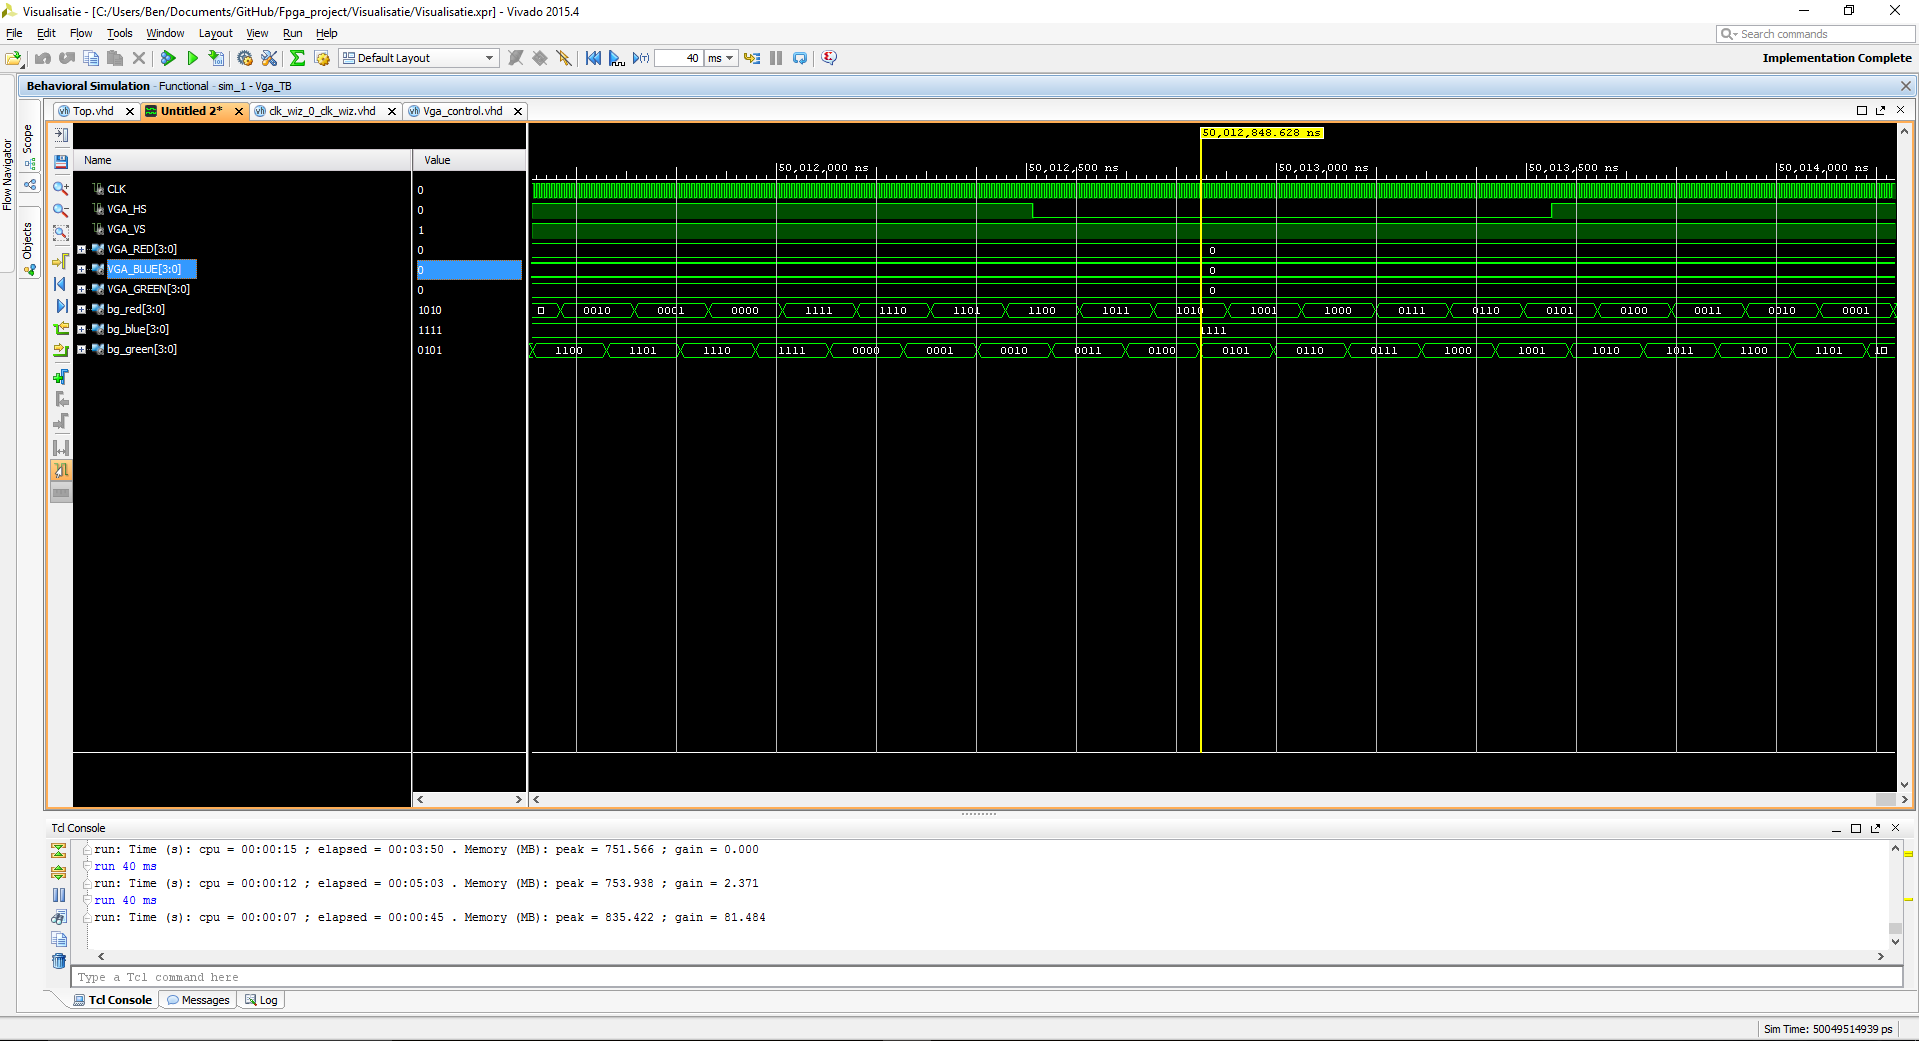 Visualisatie - [C:/Users/Ben/Documents/GitHub/Fpga_project/Visualisatie/Visualisatie.xpr] - Vivado 2015.4
File Edit Flow Tools Window Layout View Run Help
Search commands
Default Layout 40 ms Implementation Complete
Behavioral Simulation - Functional - sim_1 - Vga_TB
Top.vhd Untitled 2* clk_wiz_0_clk_wiz.vhd Vga_control.vhd
Flow Navigator
Scope
Objects
50,012,848.628 ns
Name Value
50,012,000 ns 50,012,500 ns 50,013,000 ns 50,013,500 ns 50,014,000 ns
CLK 0
VGA_HS 0
VGA_VS 1
VGA_RED[3:0] 0 0
VGA_BLUE[3:0] 0 0
VGA_GREEN[3:0] 0 0
bg_red[3:0] 1010 0010 0001 0000 1111 1110 1101 1100 1011 1010 1001 1000 0111 0110 0101 0100 0011 0010 0001
bg_blue[3:0] 1111 1111
bg_green[3:0] 0101 1100 1101 1110 1111 0000 0001 0010 0011 0100 0101 0110 0111 1000 1001 1010 1011 1100 1101 1
Tcl Console
run: Time (s): cpu = 00:00:15 ; elapsed = 00:03:50 . Memory (MB): peak = 751.566 ; gain = 0.000
run 40 ms
run: Time (s): cpu = 00:00:12 ; elapsed = 00:05:03 . Memory (MB): peak = 753.938 ; gain = 2.371
run 40 ms
run: Time (s): cpu = 00:00:07 ; elapsed = 00:00:45 . Memory (MB): peak = 835.422 ; gain = 81.484
Type a Tcl command here
Tcl Console Messages Log
Sim Time: 50049514939 ps